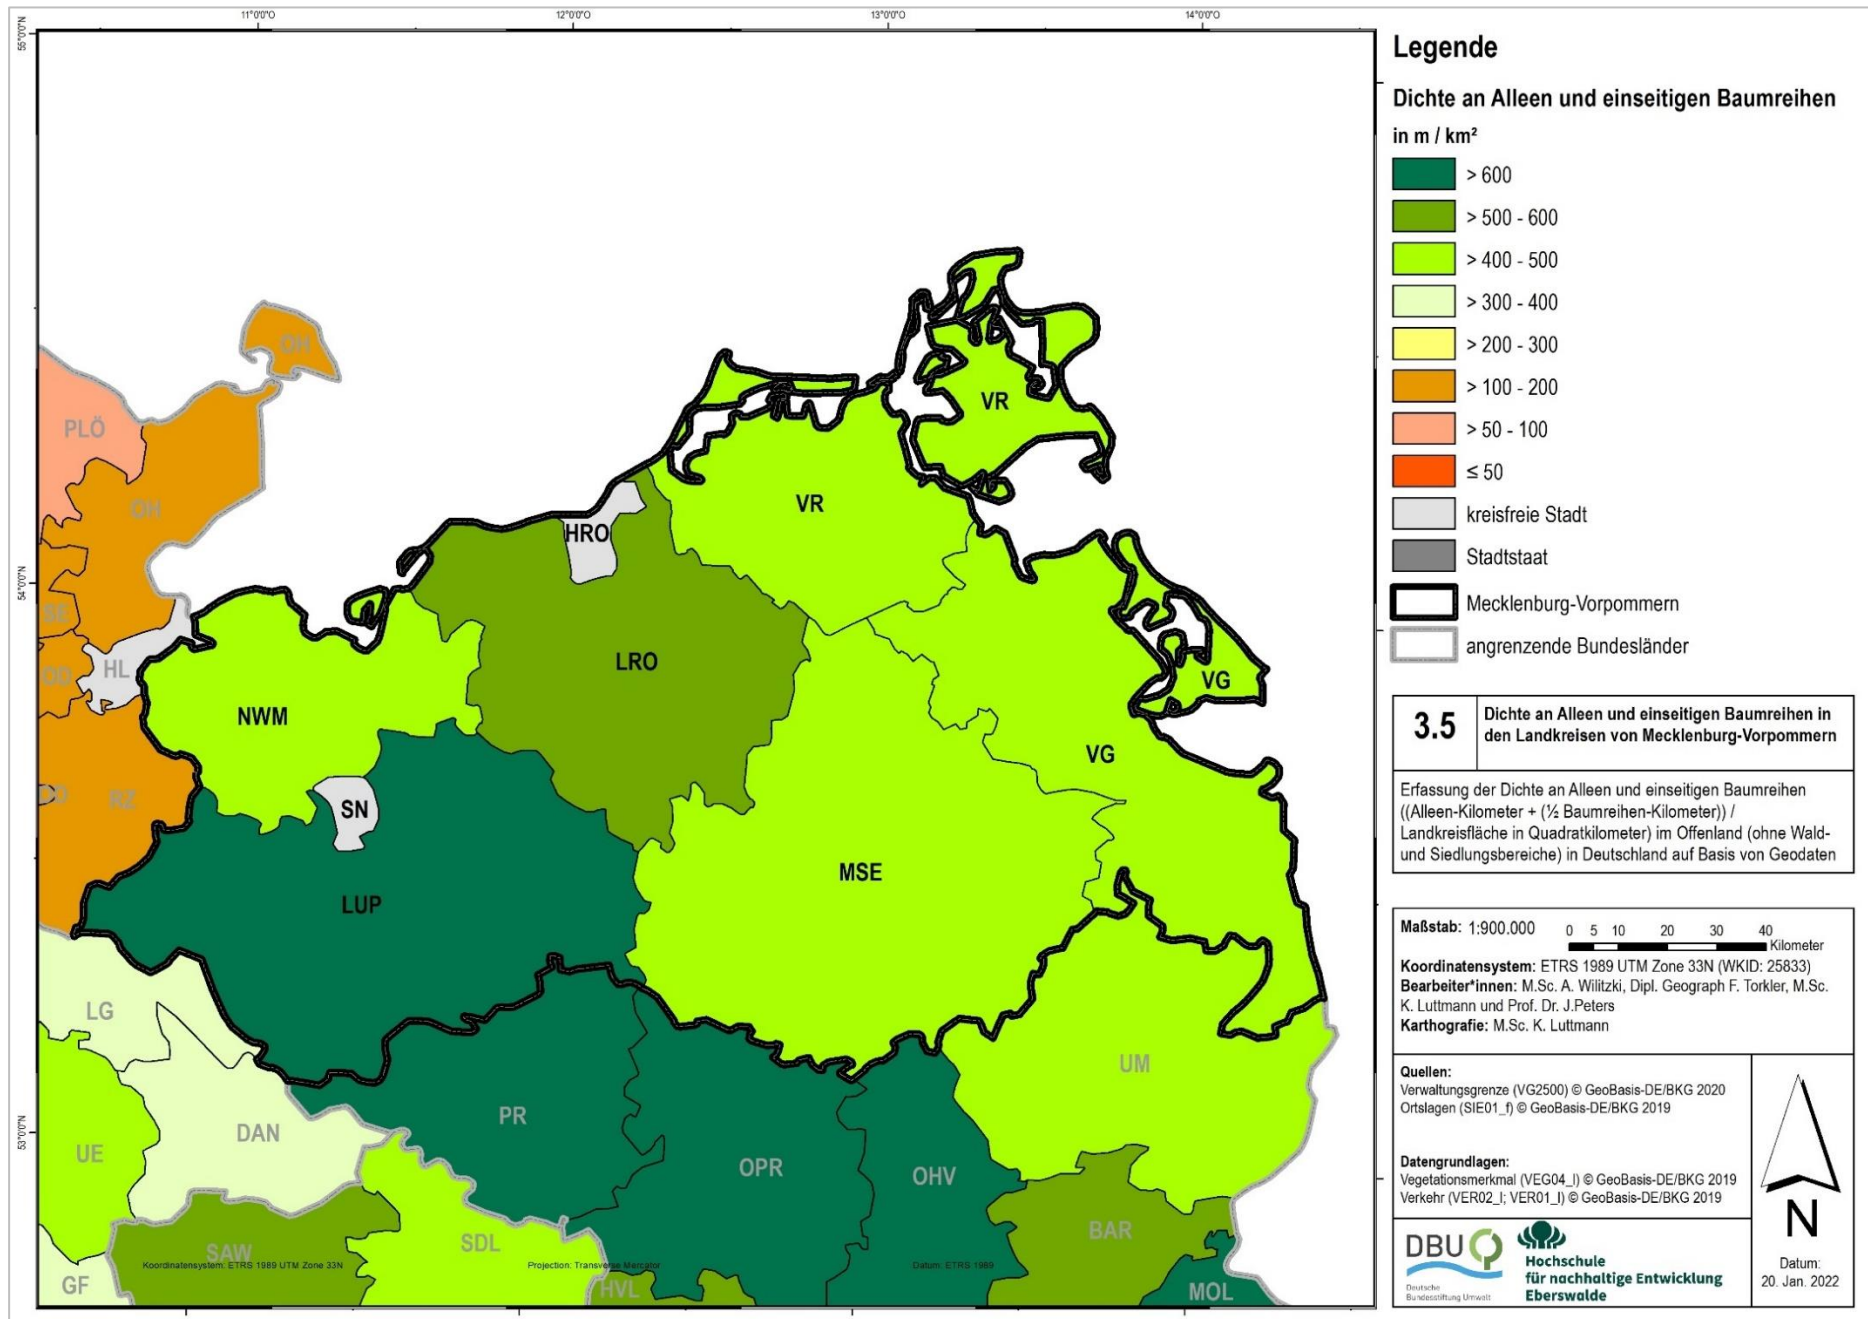 11°0'0"O
12°0'0"O
13°0'0"O
14°0'0"O
55°0'0"N
54°0'0"N
53°0'0"N
OH
PLÖ
OH
SE
OD
HL
RZ
VR
VR
HRO
LRO
NWM
SN
LUP
MSE
VG
VG
LG
UE
DAN
PR
OPR
OHV
UM
SAW
SDL
HVL
BAR
MOL
GF
Koordinatensystem: ETRS 1989 UTM Zone 33N
Projection: Transverse Mercator
Datum: ETRS 1989
Legende
Dichte an Alleen und einseitigen Baumreihen
in m / km²
> 600
> 500 - 600
> 400 - 500
> 300 - 400
> 200 - 300
> 100 - 200
> 50 - 100
≤ 50
kreisfreie Stadt
Stadtstaat
Mecklenburg-Vorpommern
angrenzende Bundesländer
3.5
Dichte an Alleen und einseitigen Baumreihen in
den Landkreisen von Mecklenburg-Vorpommern
Erfassung der Dichte an Alleen und einseitigen Baumreihen
((Alleen-Kilometer + (½ Baumreihen-Kilometer)) /
Landkreisfläche in Quadratkilometer) im Offenland (ohne Wald-
und Siedlungsbereiche) in Deutschland auf Basis von Geodaten
Maßstab: 1:900.000
0 5 10 20 30 40
Kilometer
Koordinatensystem: ETRS 1989 UTM Zone 33N (WKID: 25833)
Bearbeiter*innen: M.Sc. A. Wilitzki, Dipl. Geograph F. Torkler, M.Sc.
K. Luttmann und Prof. Dr. J.Peters
Karthografie: M.Sc. K. Luttmann
Quellen:
Verwaltungsgrenze (VG2500) © GeoBasis-DE/BKG 2020
Ortslagen (SIE01_f) © GeoBasis-DE/BKG 2019
Datengrundlagen:
Vegetationsmerkmal (VEG04_l) © GeoBasis-DE/BKG 2019
Verkehr (VER02_l; VER01_l) © GeoBasis-DE/BKG 2019
N
Datum:
20. Jan. 2022
DBU
Deutsche
Bundesstiftung Umwelt
Hochschule
für nachhaltige Entwicklung
Eberswalde